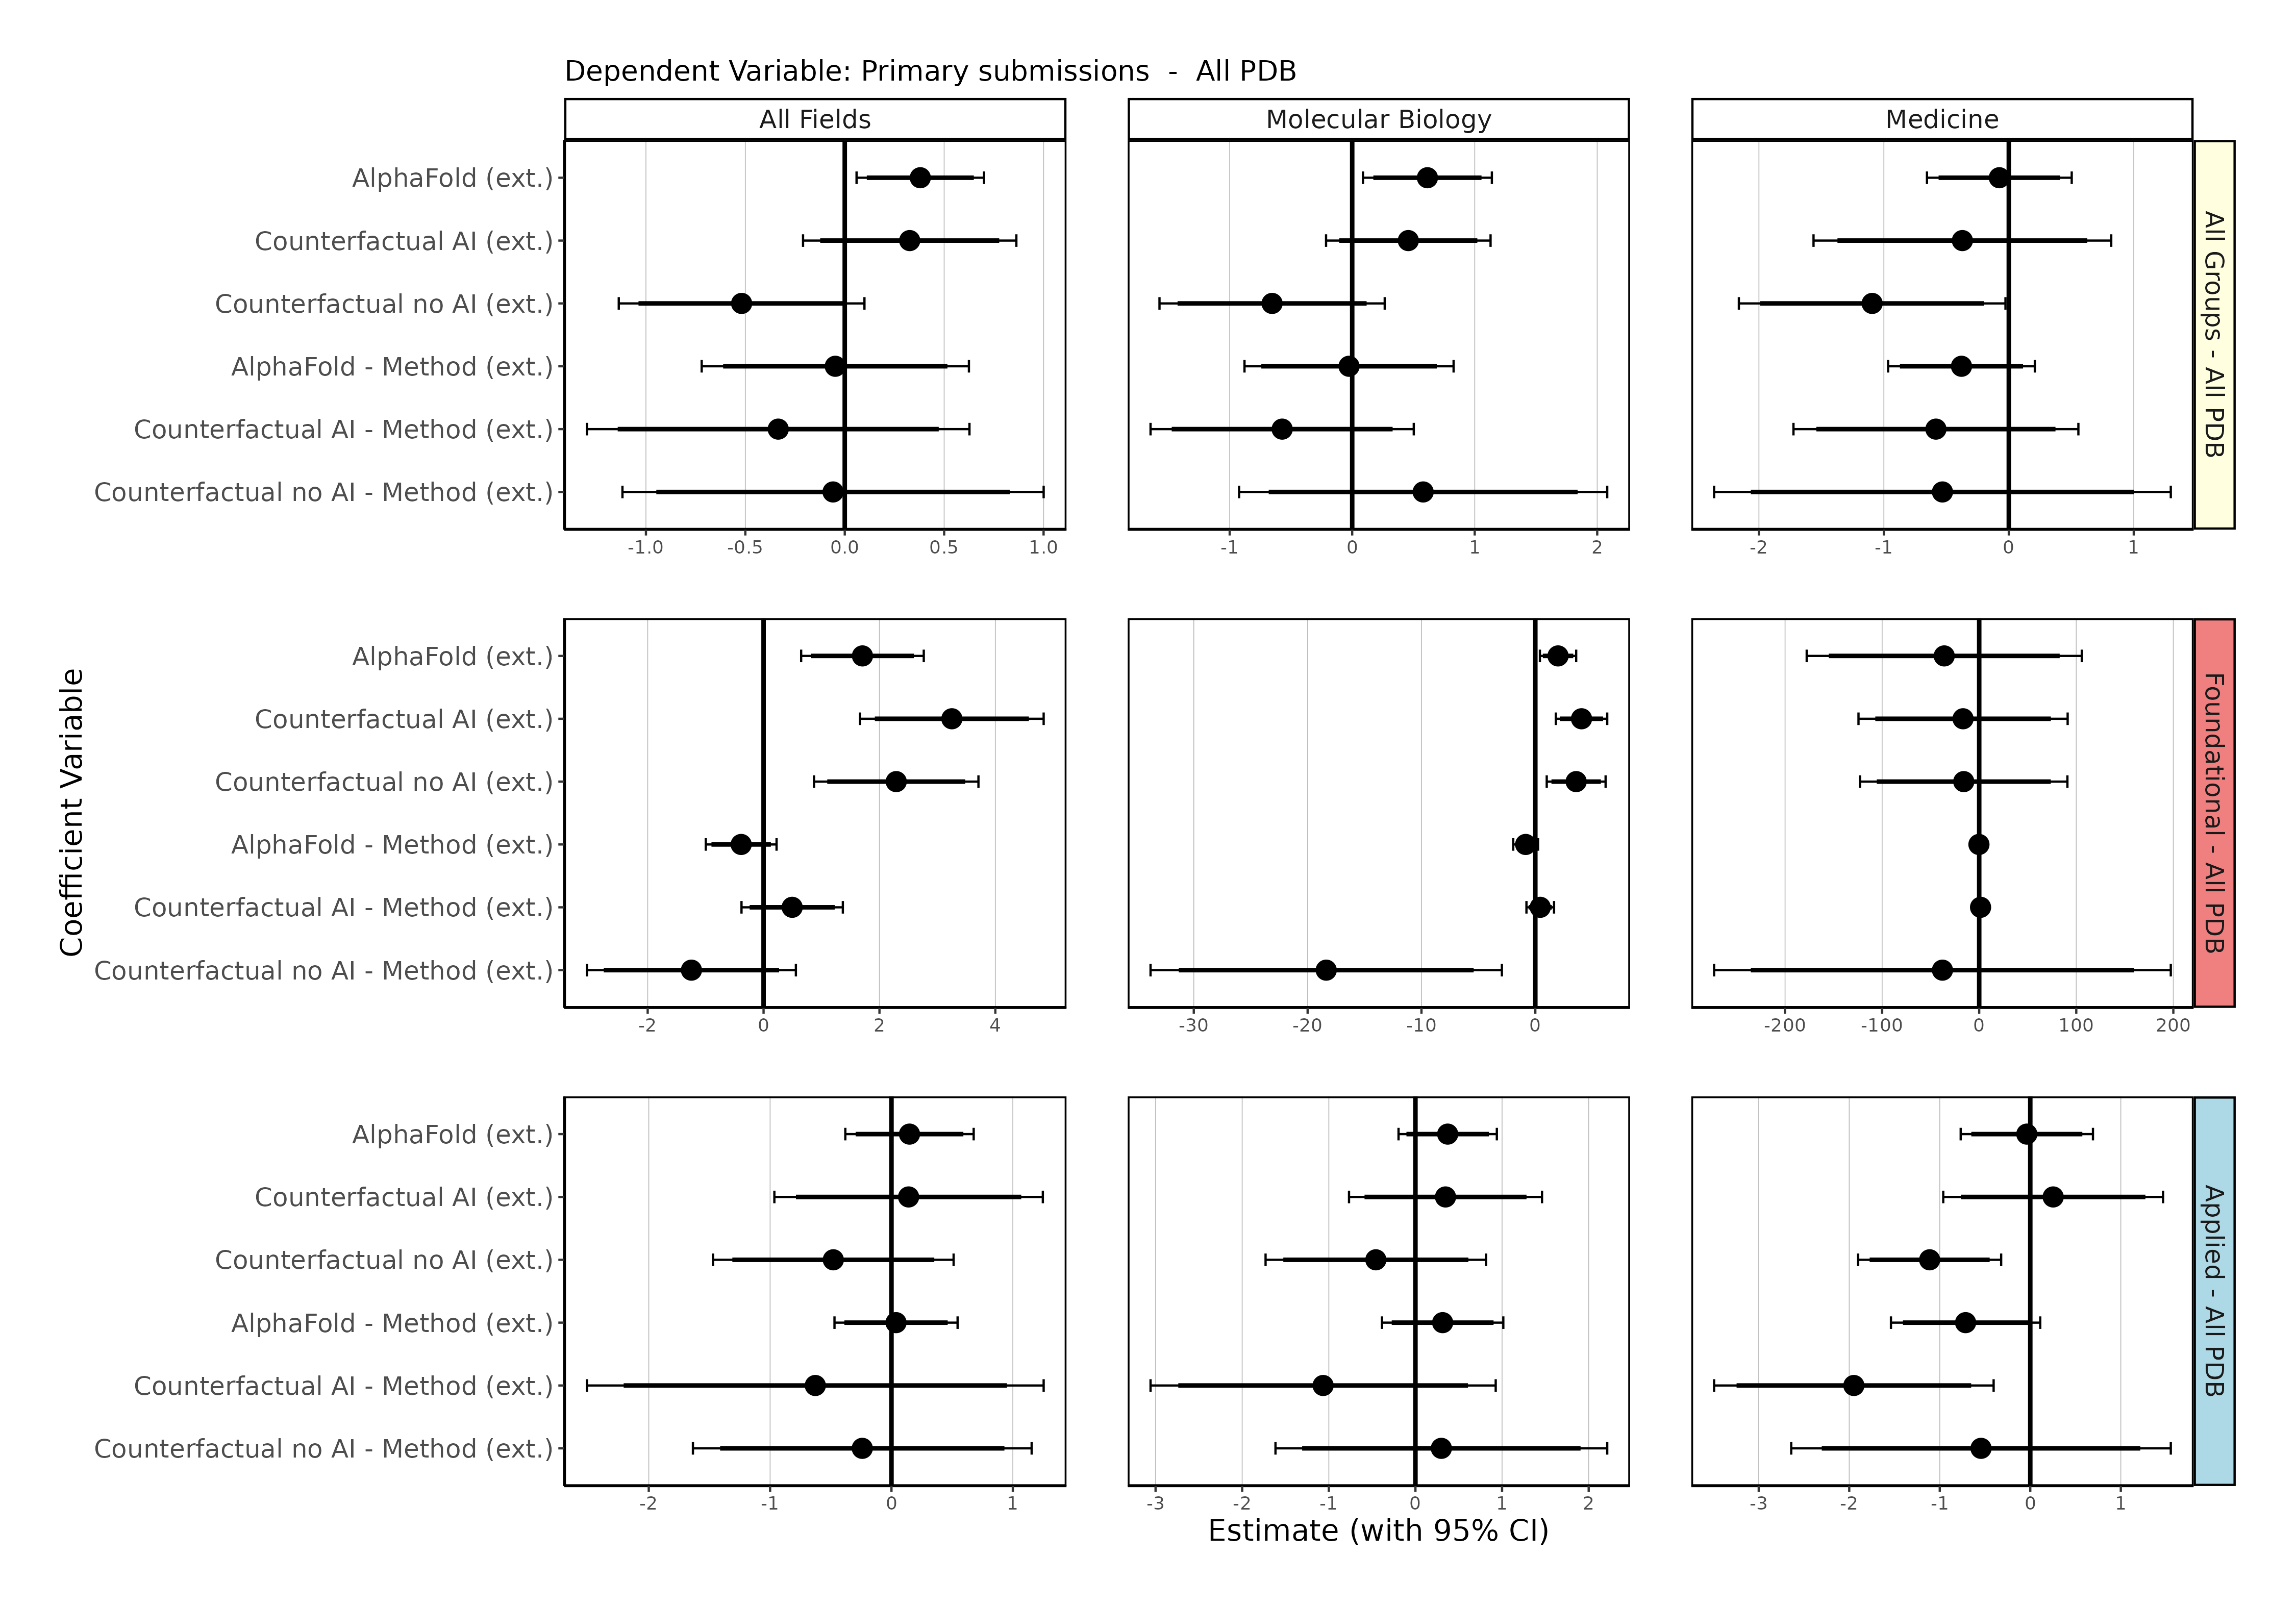 Dependent Variable: Primary submissions - All PDB
All Fields
Molecular Biology
Medicine
AlphaFold (ext.)
Counterfactual AI (ext.)
Counterfactual no AI (ext.)
AlphaFold - Method (ext.)
Counterfactual AI - Method (ext.)
Counterfactual no AI - Method (ext.)
-1.0 -0.5 0.0 0.5 1.0
-1 0 1 2
-2 -1 0 1
All Groups - All PDB
Coefficient Variable
AlphaFold (ext.)
Counterfactual AI (ext.)
Counterfactual no AI (ext.)
AlphaFold - Method (ext.)
Counterfactual AI - Method (ext.)
Counterfactual no AI - Method (ext.)
-2 0 2 4
-30 -20 -10 0
-200 -100 0 100 200
Foundational - All PDB
AlphaFold (ext.)
Counterfactual AI (ext.)
Counterfactual no AI (ext.)
AlphaFold - Method (ext.)
Counterfactual AI - Method (ext.)
Counterfactual no AI - Method (ext.)
-2 -1 0 1
-3 -2 -1 0 1 2
-3 -2 -1 0 1
Applied - All PDB
Estimate (with 95% CI)